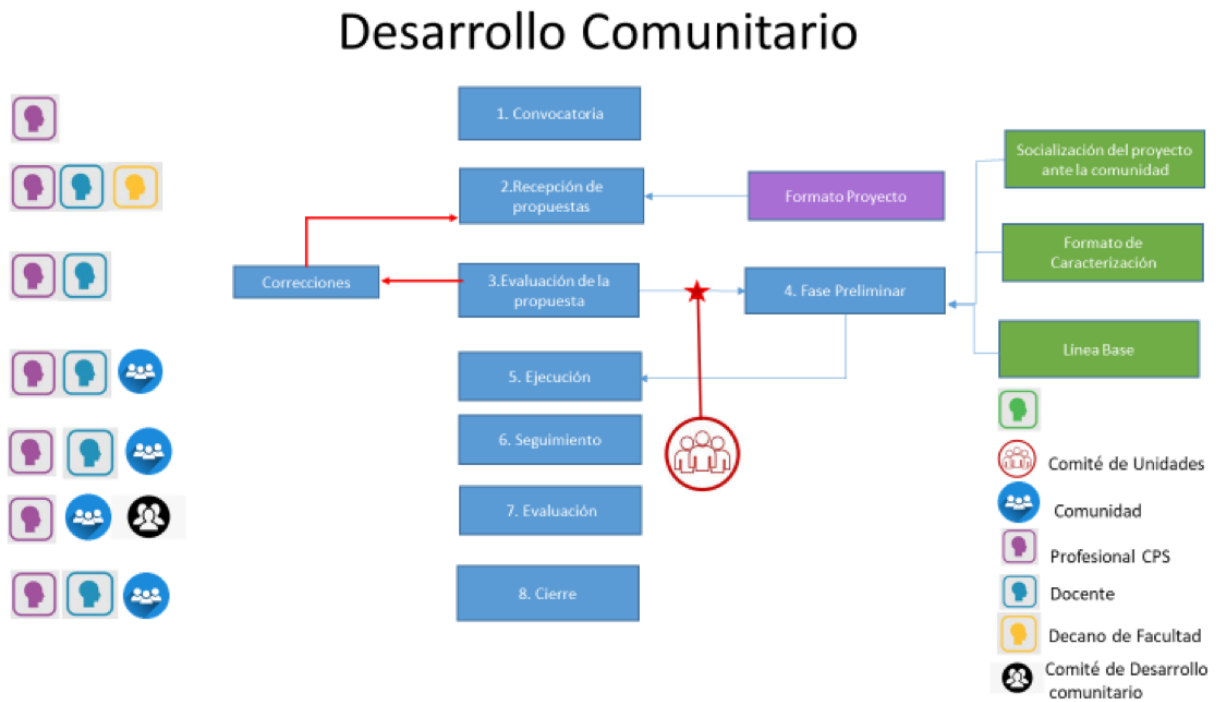 Desarrollo Comunitario
1. Convocatoria
2.Recepción de
propuestas
Formato Proyecto
Socialización del proyecto
ante la comunidad
Formato de
Caracterización
Correcciones
3.Evaluación de la
propuesta
4. Fase Preliminar
Línea Base
5. Ejecución
6. Seguimiento
7. Evaluación
8. Cierre
Comité de Unidades
Comunidad
Profesional CPS
Docente
Decano de Facultad
Comité de Desarrollo
comunitario